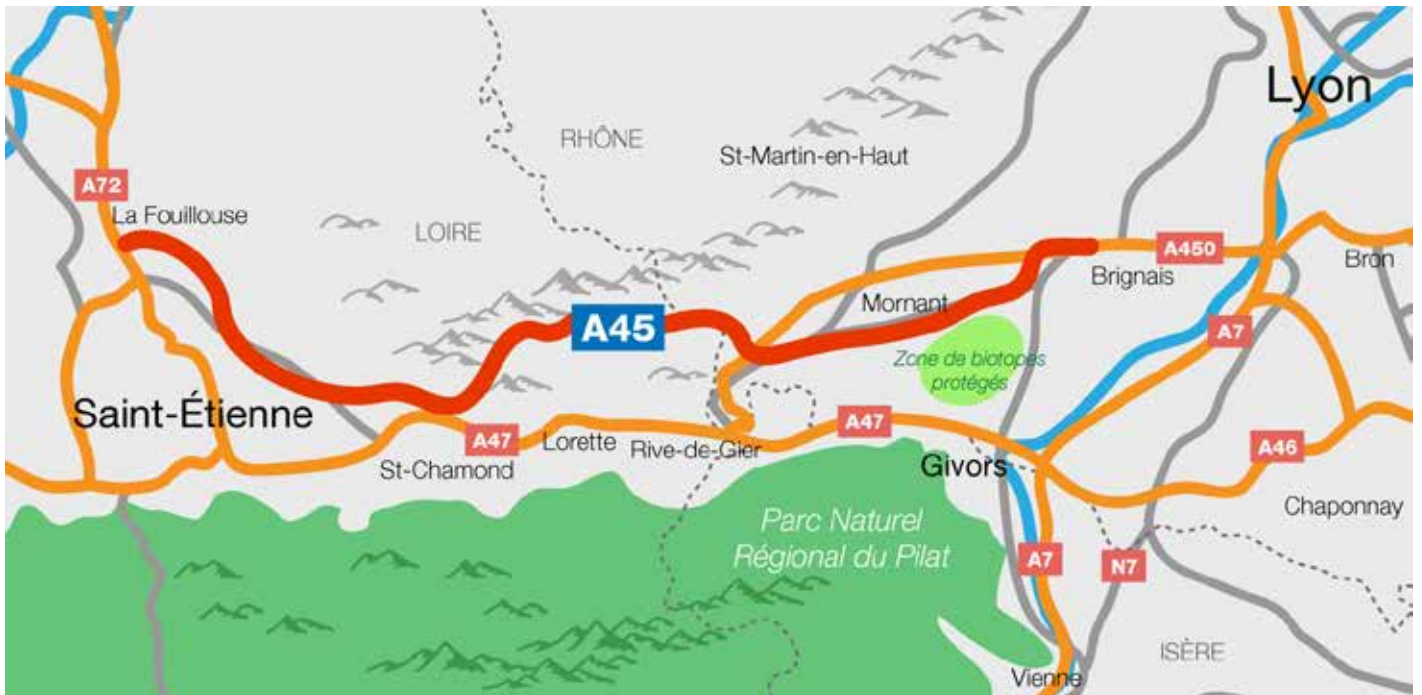 Lyon
RHÔNE
St-Martin-en-Haut
A72
La Fouillouse
LOIRE
A450
Brignais
Bron
Mornant
A45
A7
Zone de biotopes
protégés
Saint-Étienne
A47
Lorette
Rive-de-Gier
St-Chamond
A47
A46
Givors
Chaponnay
Parc Naturel
Régional du Pilat
A7
N7
ISÈRE
Vienne